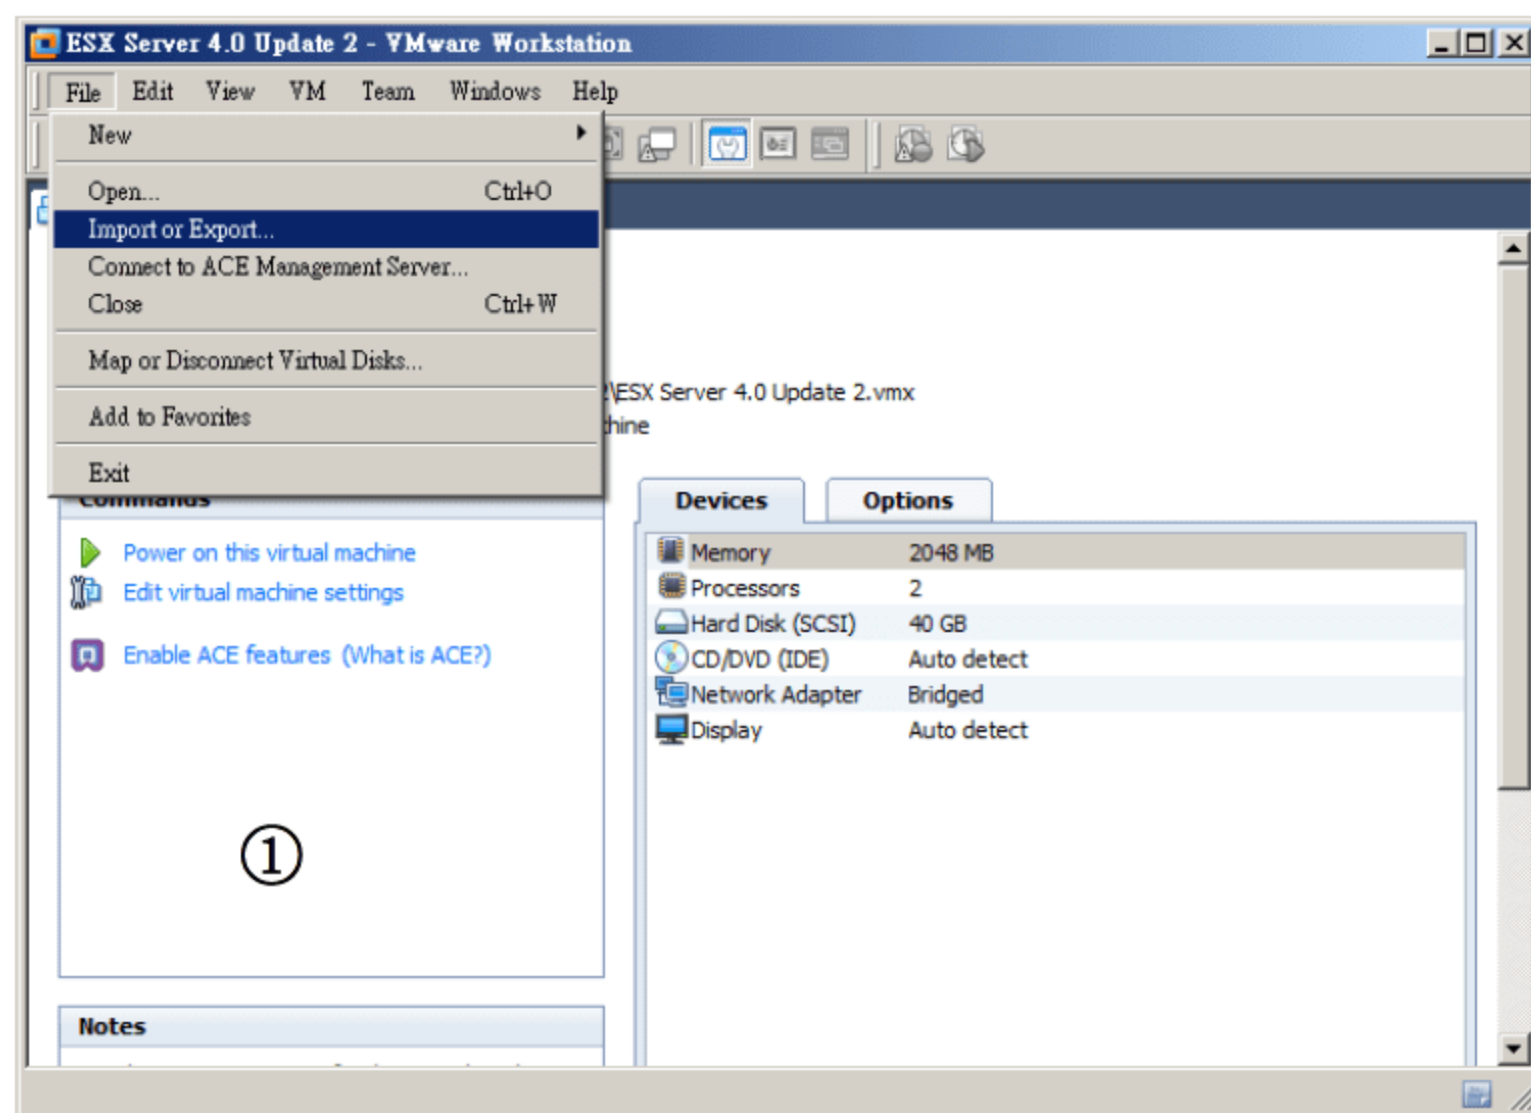 ESX Server 4.0 Update 2 - VMware Workstation
File Edit View VM Team Windows Help
New
Open... Ctrl+O
Import or Export...
Connect to ACE Management Server...
Close Ctrl+W
Map or Disconnect Virtual Disks...
\ESX Server 4.0 Update 2.vmx
Add to Favorites
Exit
Commands
Power on this virtual machine
Edit virtual machine settings
Enable ACE features (What is ACE?)
①
Notes
Devices Options
Memory 2048 MB
Processors 2
Hard Disk (SCSI) 40 GB
CD/DVD (IDE) Auto detect
Network Adapter Bridged
Display Auto detect